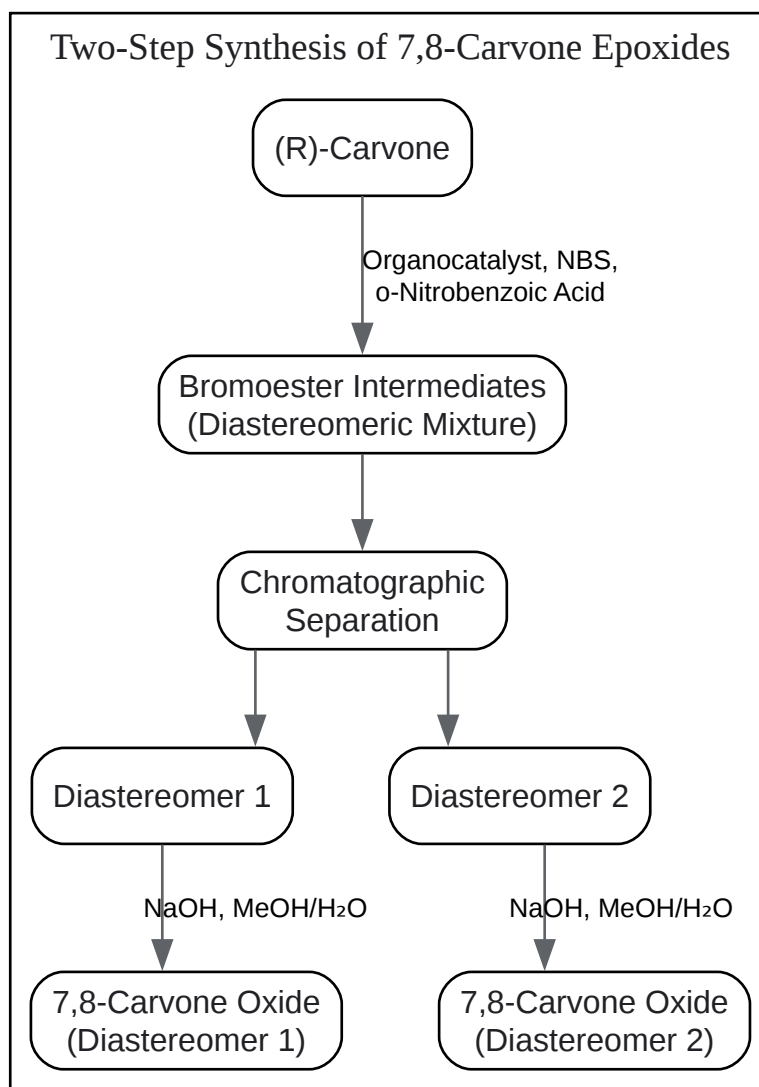 Two-Step Synthesis of 7,8-Carvone Epoxides
(R)-Carvone
Organocatalyst, NBS,
o-Nitrobenzoic Acid
Bromoester Intermediates
(Diastereomeric Mixture)
Chromatographic
Separation
Diastereomer 1
Diastereomer 2
NaOH, MeOH/H₂O
NaOH, MeOH/H₂O
7,8-Carvone Oxide
(Diastereomer 1)
7,8-Carvone Oxide
(Diastereomer 2)